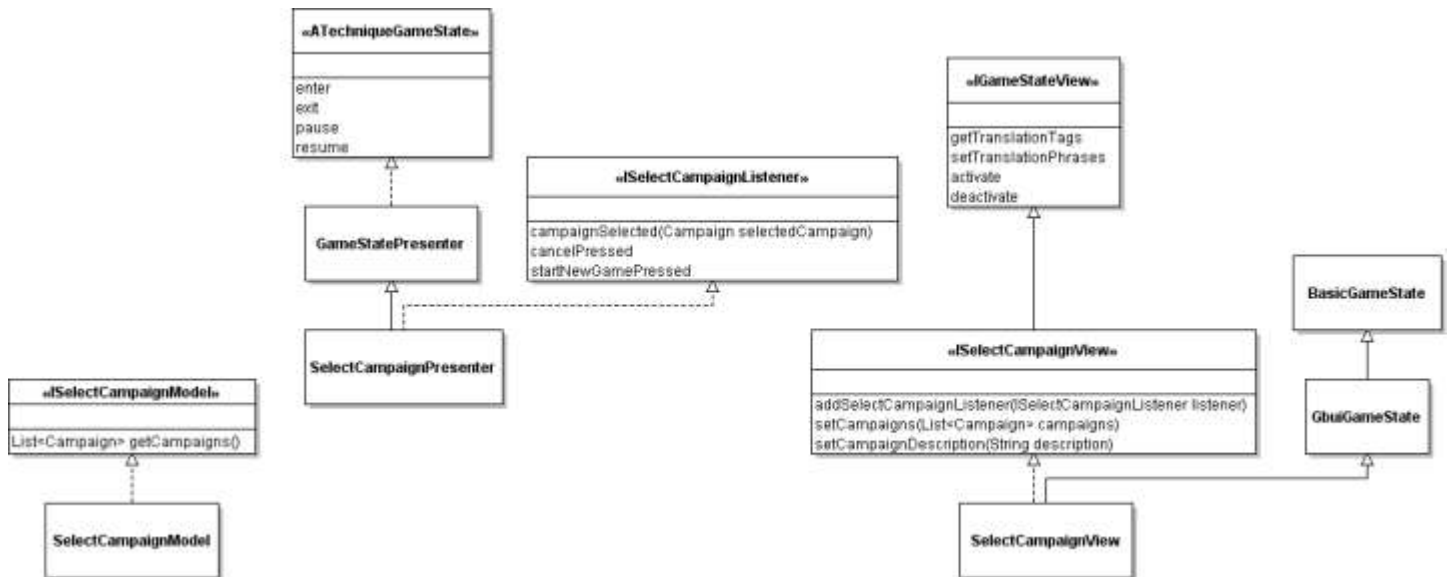 «ATechniqueGameState»
enter
exit
pause
resume
«IGameStateView»
getTranslationTags
setTranslationPhrases
activate
deactivate
«ISelectCampaignListener»
campaignSelected(Campaign selectedCampaign)
cancelPressed
startNewGamePressed
GameStatePresenter
BasicGameState
SelectCampaignPresenter
«ISelectCampaignView»
addSelectCampaignListener(ISelectCampaignListener listener)
setCampaigns(List<Campaign> campaigns)
setCampaignDescription(String description)
GbuiGameState
«ISelectCampaignModel»
List<Campaign> getCampaigns()
SelectCampaignModel
SelectCampaignView